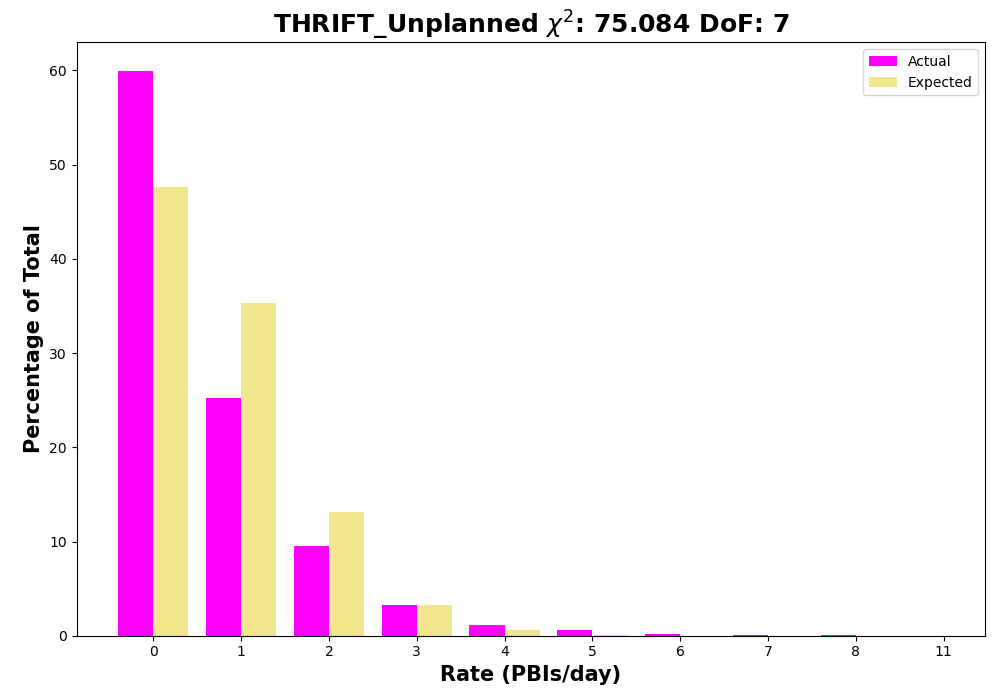 THRIFT_Unplanned χ²: 75.084 DoF: 7
Actual
Expected
Percentage of Total
60
50
40
30
20
10
0
0 1 2 3 4 5 6 7 8 11
Rate (PBIs/day)